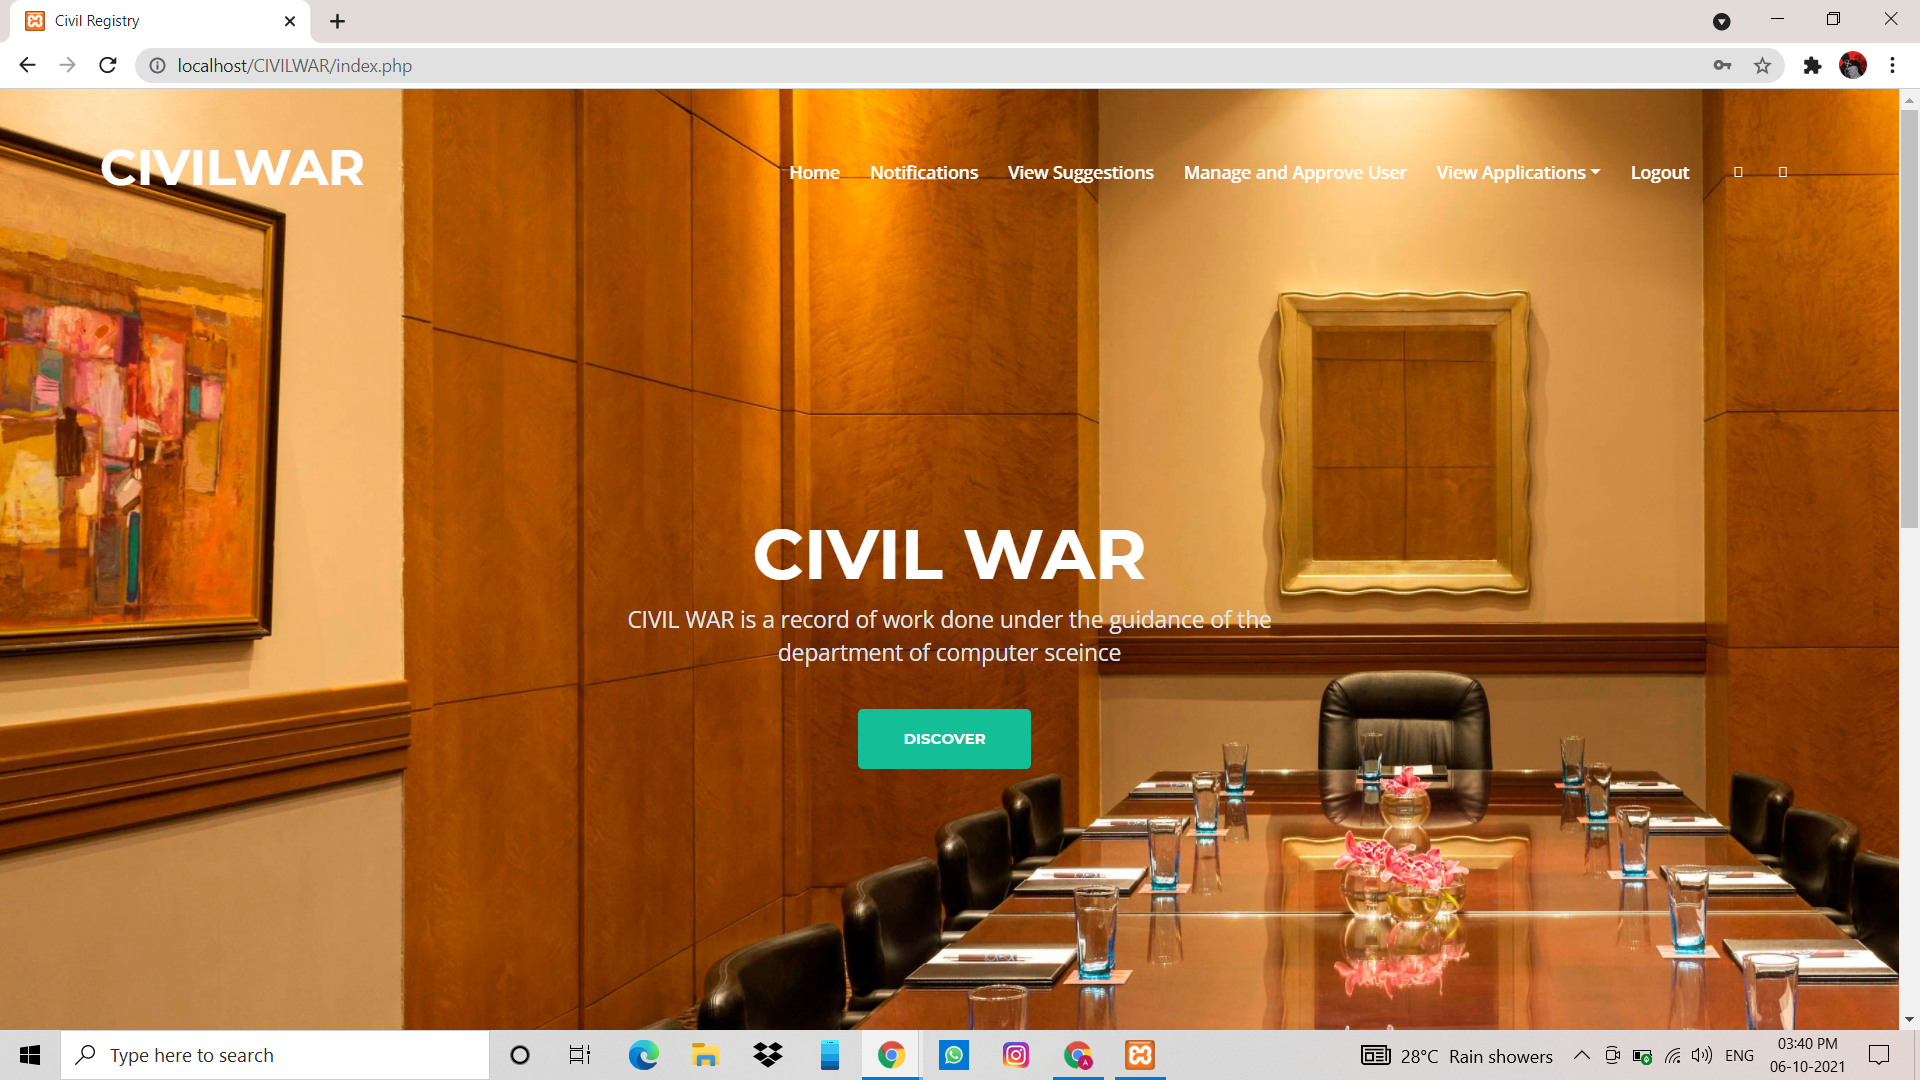 Civil Registry
localhost/CIVILWAR/index.php
CIVILWAR
Home Notifications View Suggestions Manage and Approve User View Applications Logout
CIVIL WAR
CIVIL WAR is a record of work done under the guidance of the
department of computer sceince
DISCOVER
Type here to search
28°C Rain showers
ENG
03:40 PM
06-10-2021